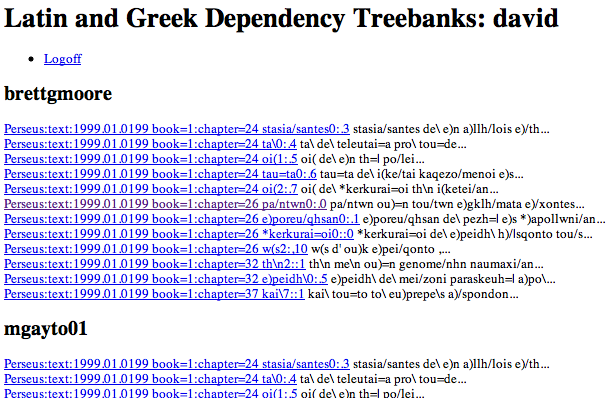 Latin and Greek Dependency Treebanks: david
Logoff
brettgmoore
Perseus:text:1999.01.0199 book=1:chapter=24 stasia/santes0:.3 stasia/santes de\ e)n a)llh/lois e)/th...
Perseus:text:1999.01.0199 book=1:chapter=24 ta\0:.4 ta\ de\ teleutai=a pro\ tou=de...
Perseus:text:1999.01.0199 book=1:chapter=24 oi(1:.5 oi( de\ e)n th=| po/lei...
Perseus:text:1999.01.0199 book=1:chapter=24 tau=ta0:.6 tau=ta de\ i(ke/tai kaqezo/menoi e)s...
Perseus:text:1999.01.0199 book=1:chapter=24 oi(2:.7 oi( de\ *kerkurai=oi th\n i(ketei/an...
Perseus:text:1999.01.0199 book=1:chapter=26 pa/ntwn0:.0 pa/ntwn ou)=n tou/twn e)gklh/mata e)/xontes...
Perseus:text:1999.01.0199 book=1:chapter=26 e)poreu/qhsan0:.1 e)poreu/qhsan de\ pezh=| e)s *)apollwni/an...
Perseus:text:1999.01.0199 book=1:chapter=26 *kerkurai=oi0::0 *kerkurai=oi de\ e)peidh\ h)/|sqonto tou/s...
Perseus:text:1999.01.0199 book=1:chapter=26 w(s2:,10 w(s d' ou)k e)pei/qonto ,...
Perseus:text:1999.01.0199 book=1:chapter=32 th\n2::1 th\n me\n ou)=n genome/nhn naumaxi/an...
Perseus:text:1999.01.0199 book=1:chapter=32 e)peidh\0:.5 e)peidh\ de\ mei/zoni paraskeuh=| a)po\...
Perseus:text:1999.01.0199 book=1:chapter=37 kai\7::1 kai\ tou=to to\ eu)prepe\s a)/spondon...
mgayto01
Perseus:text:1999.01.0199 book=1:chapter=24 stasia/santes0:.3 stasia/santes de\ e)n a)llh/lois e)/th...
Perseus:text:1999.01.0199 book=1:chapter=24 ta\0:.4 ta\ de\ teleutai=a pro\ tou=de...
Perseus:text:1999.01.0199 book=1:chapter=24 oi(1:.5 oi( de\ e)n th=| po/lei...